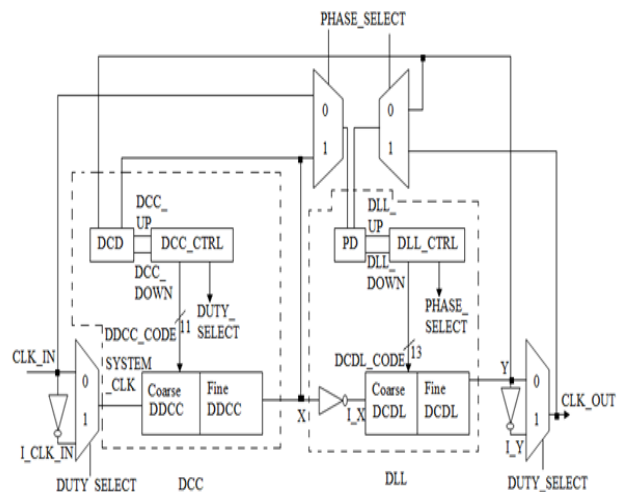 PHASE_SELECT
0
1
0
1
DCC_
UP
DCD
DCC_CTRL
DCC_
DOWN
DUTY_
SELECT
DDCC_CODE
11
DLL_
UP
PD
DLL_CTRL
DLL_
DOWN
PHASE_
SELECT
DCDL_CODE
13
CLK_IN
0
1
SYSTEM
_CLK
Coarse
DDCC
Fine
DDCC
X
I_X
Coarse
DCDL
Fine
DCDL
Y
0
1
CLK_OUT
I_CLK_IN
I_Y
DUTY_SELECT
DCC
DLL
DUTY_SELECT